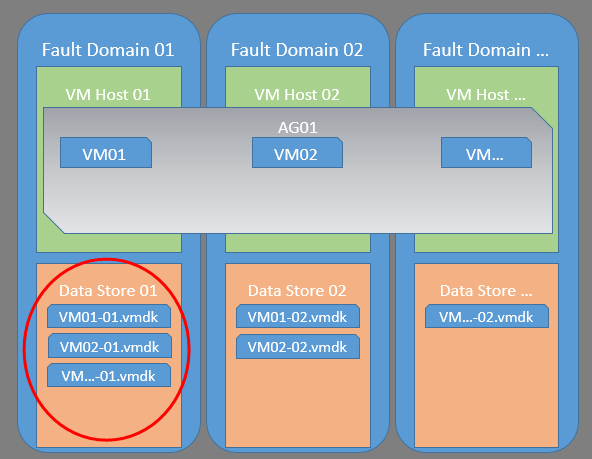 Fault Domain 01
Fault Domain 02
Fault Domain ...
VM Host 01
VM Host 02
VM Host ...
AG01
VM01
VM02
VM...
Data Store 01
Data Store 02
Data Store ...
VM01-01.vmdk
VM01-02.vmdk
VM...-02.vmdk
VM02-01.vmdk
VM02-02.vmdk
VM...-01.vmdk